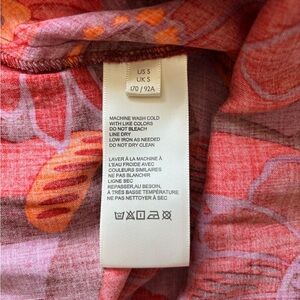 US S
UK S
170 / 92A
MACHINE WASH COLD
WITH LIKE COLORS
DO NOT BLEACH
LINE DRY
LOW IRON AS NEEDED
DO NOT DRY CLEAN
LAVER À LA MACHINE À
L'EAU FROIDE AVEC
COULEURS SIMILAIRES
NE PAS BLANCHIR
LIGNE SEC
REPASSER, AU BESOIN,
À TRÈS BASSE TEMPÉRATURE
NE PAS NETTOYER À SEC